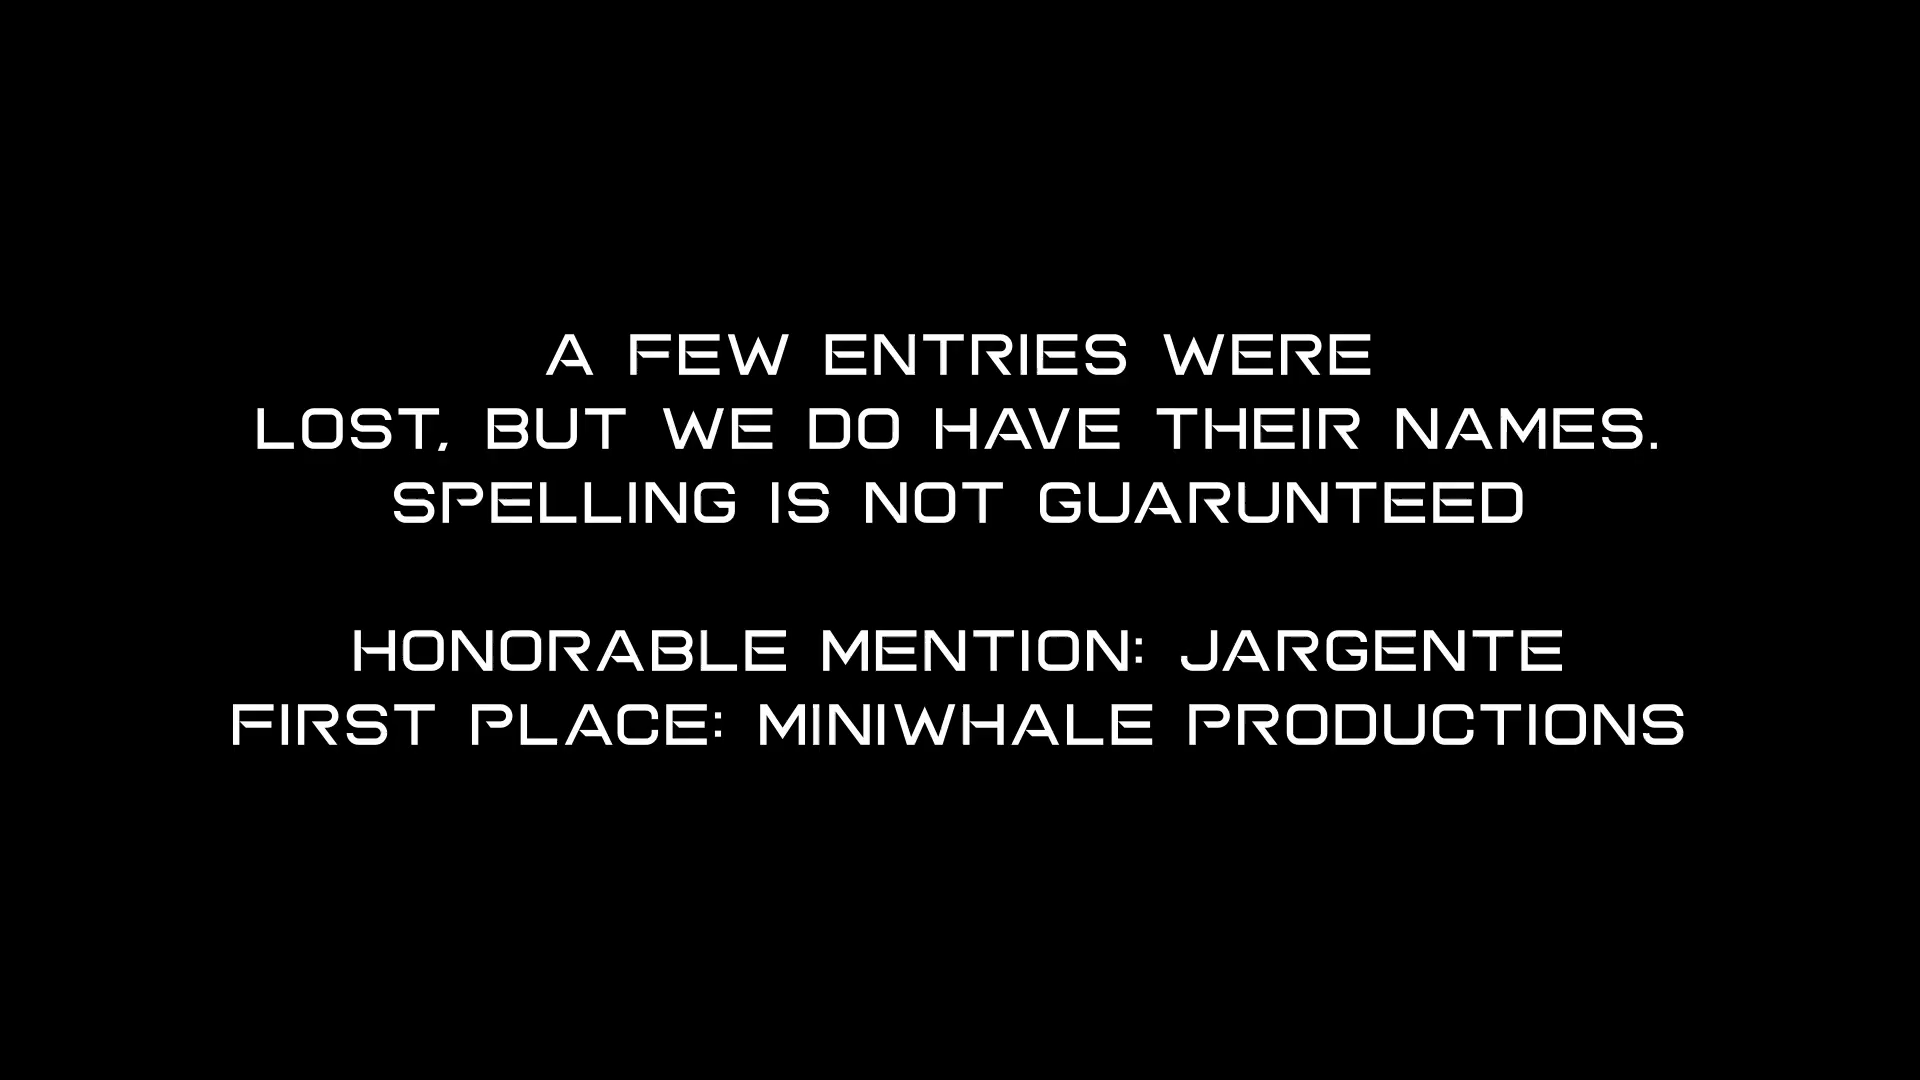 A FEW ENTRIES WERE
LOST, BUT WE DO HAVE THEIR NAMES.
SPELLING IS NOT GUARUNTEED
HONORABLE MENTION: JARGENTE
FIRST PLACE: MINIWHALE PRODUCTIONS